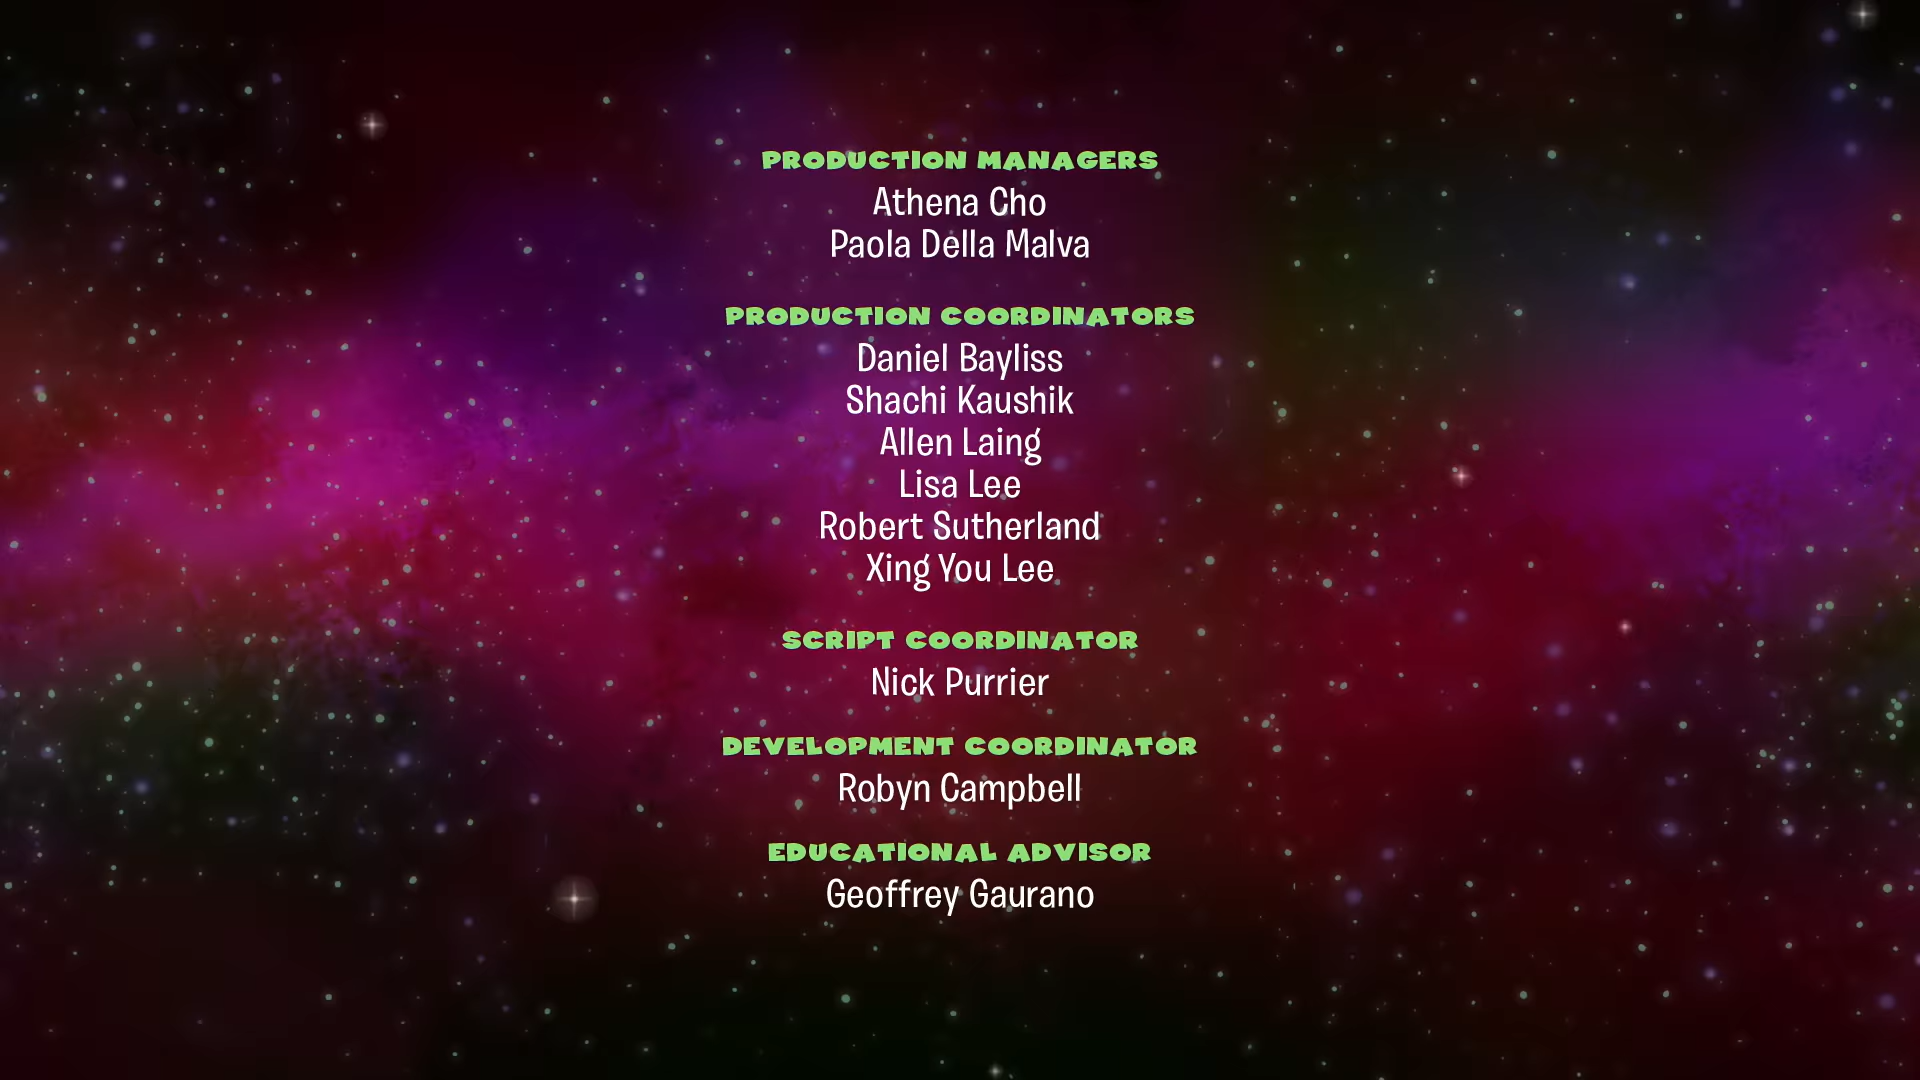 PRODUCTION MANAGERS
Athena Cho
Paola Della Malva
PRODUCTION COORDINATORS
Daniel Bayliss
Shachi Kaushik
Allen Laing
Lisa Lee
Robert Sutherland
Xing You Lee
SCRIPT COORDINATOR
Nick Purrier
DEVELOPMENT COORDINATOR
Robyn Campbell
EDUCATIONAL ADVISOR
Geoffrey Gaurano